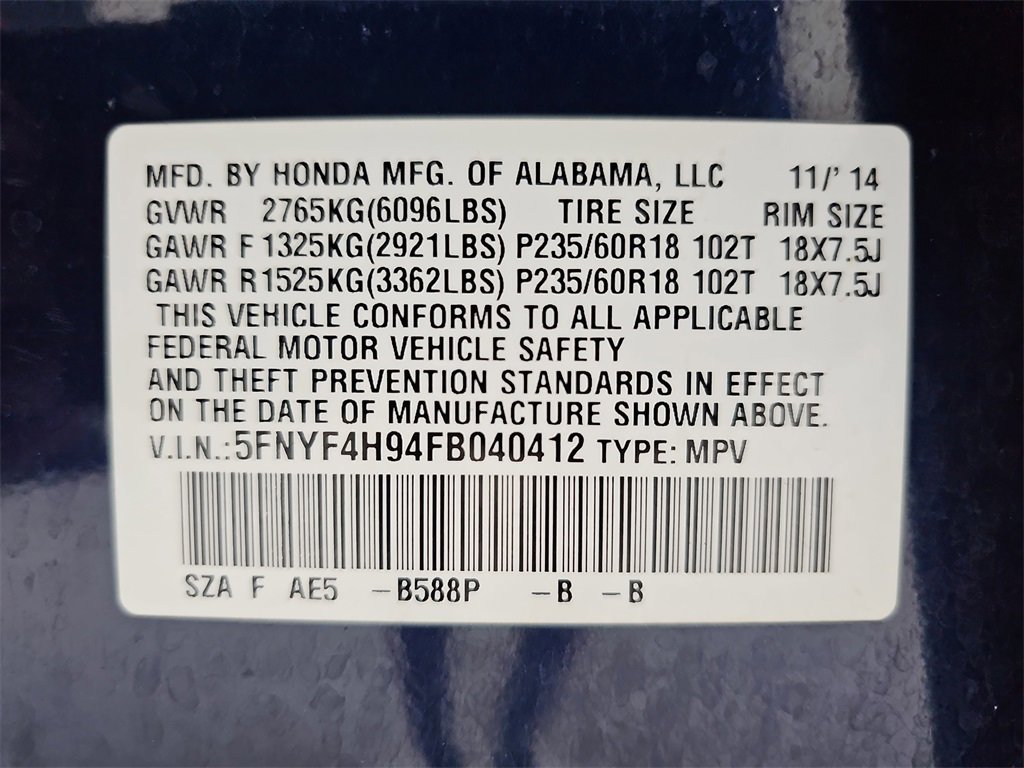 MFD. BY HONDA MFG. OF ALABAMA, LLC 11/' 14
GVWR 2765KG(6096LBS) TIRE SIZE RIM SIZE
GAWR F 1325KG(2921LBS) P235/60R18 102T 18X7.5J
GAWR R1525KG(3362LBS) P235/60R18 102T 18X7.5J
THIS VEHICLE CONFORMS TO ALL APPLICABLE
FEDERAL MOTOR VEHICLE SAFETY
AND THEFT PREVENTION STANDARDS IN EFFECT
ON THE DATE OF MANUFACTURE SHOWN ABOVE.
V.I.N.:5FNYF4H94FB040412 TYPE: MPV
SZA F AE5 -B588P -B -B